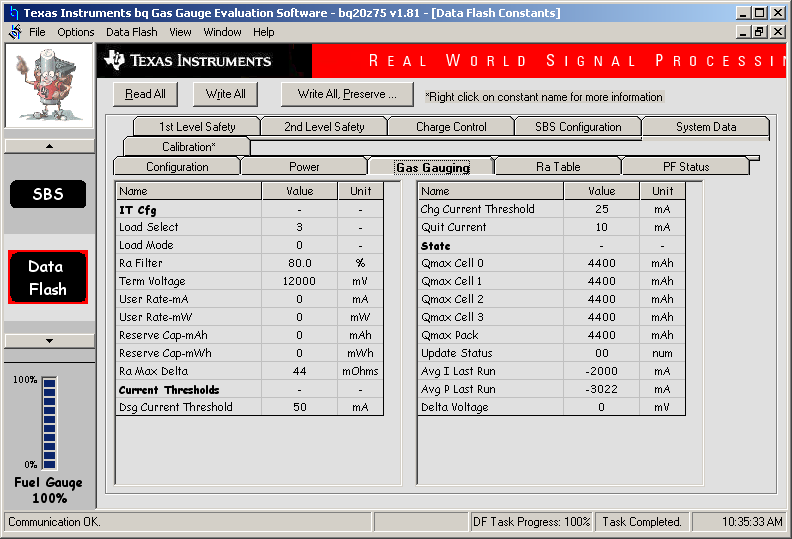 Texas Instruments bq Gas Gauge Evaluation Software - bq20z75 v1.81 - [Data Flash Constants]
File Options Data Flash View Window Help
TEXAS INSTRUMENTS REAL WORLD SIGNAL PROCESSIN
Read All Write All Write All, Preserve ... *Right click on constant name for more information
1st Level Safety 2nd Level Safety Charge Control SBS Configuration System Data
Calibration*
Configuration Power Gas Gauging Ra Table PF Status
SBS
Data
Flash
100%
0%
Fuel Gauge
100%
Name Value Unit
IT Cfg - -
Load Select 3 -
Load Mode 0 -
Ra Filter 80.0 %
Term Voltage 12000 mV
User Rate-mA 0 mA
User Rate-mW 0 mW
Reserve Cap-mAh 0 mAh
Reserve Cap-mWh 0 mWh
Ra Max Delta 44 mOhms
Current Thresholds - -
Dsg Current Threshold 50 mA
Name Value Unit
Chg Current Threshold 25 mA
Quit Current 10 mA
State - -
Qmax Cell 0 4400 mAh
Qmax Cell 1 4400 mAh
Qmax Cell 2 4400 mAh
Qmax Cell 3 4400 mAh
Qmax Pack 4400 mAh
Update Status 00 num
Avg I Last Run -2000 mA
Avg P Last Run -3022 mA
Delta Voltage 0 mV
Communication OK. DF Task Progress: 100% Task Completed. 10:35:33 AM